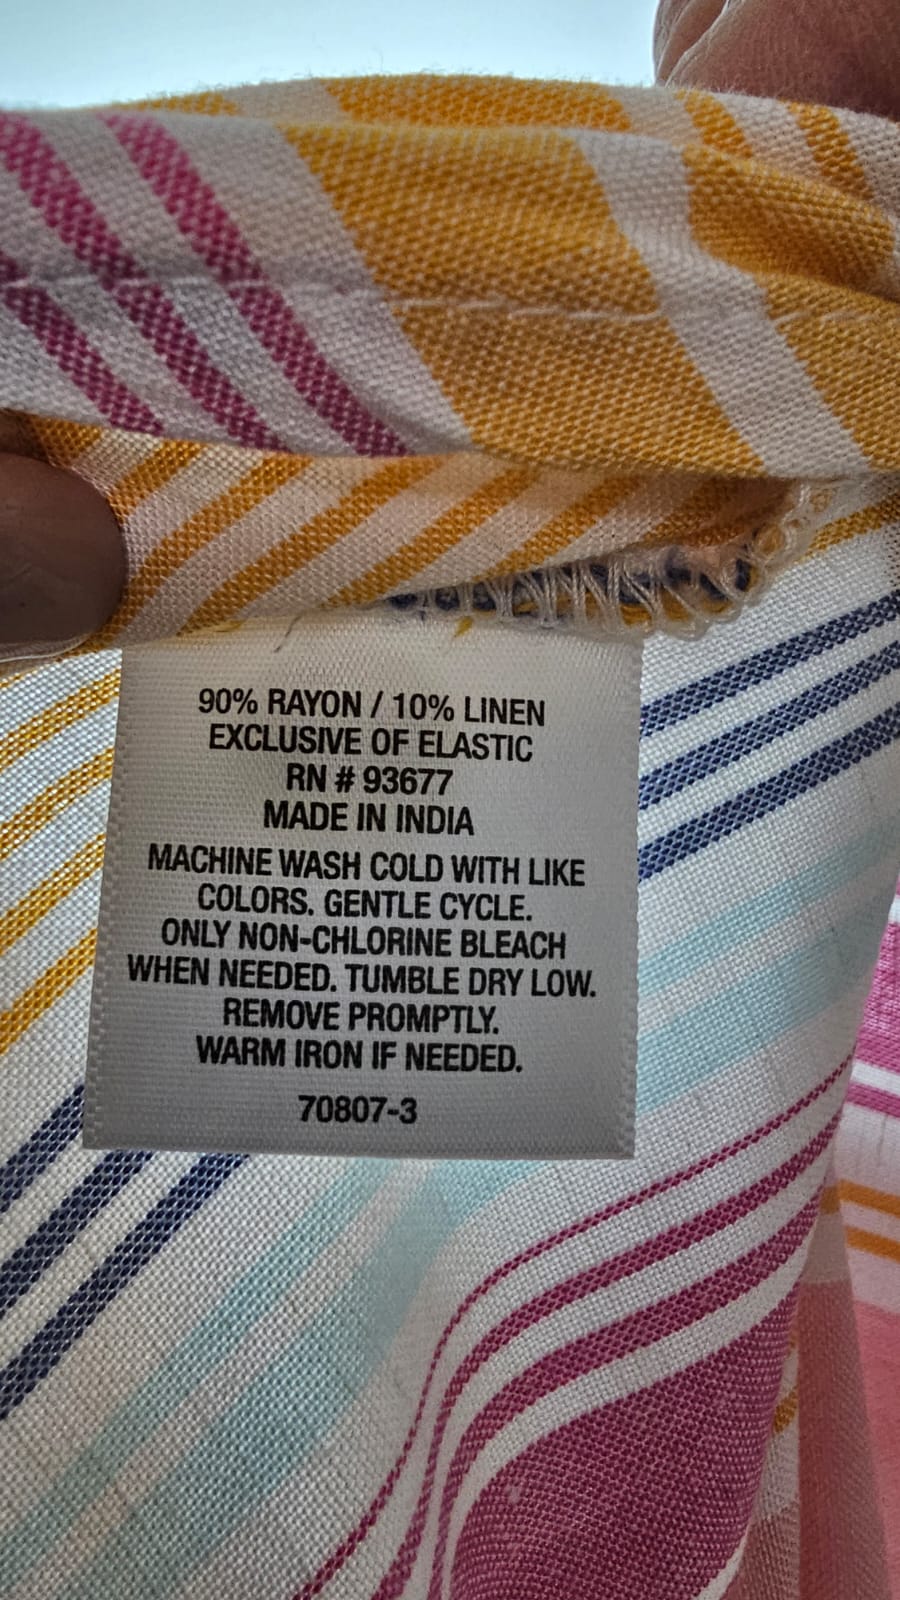 90% RAYON / 10% LINEN
EXCLUSIVE OF ELASTIC
RN # 93677
MADE IN INDIA
MACHINE WASH COLD WITH LIKE
COLORS. GENTLE CYCLE.
ONLY NON-CHLORINE BLEACH
WHEN NEEDED. TUMBLE DRY LOW.
REMOVE PROMPTLY.
WARM IRON IF NEEDED.
70807-3